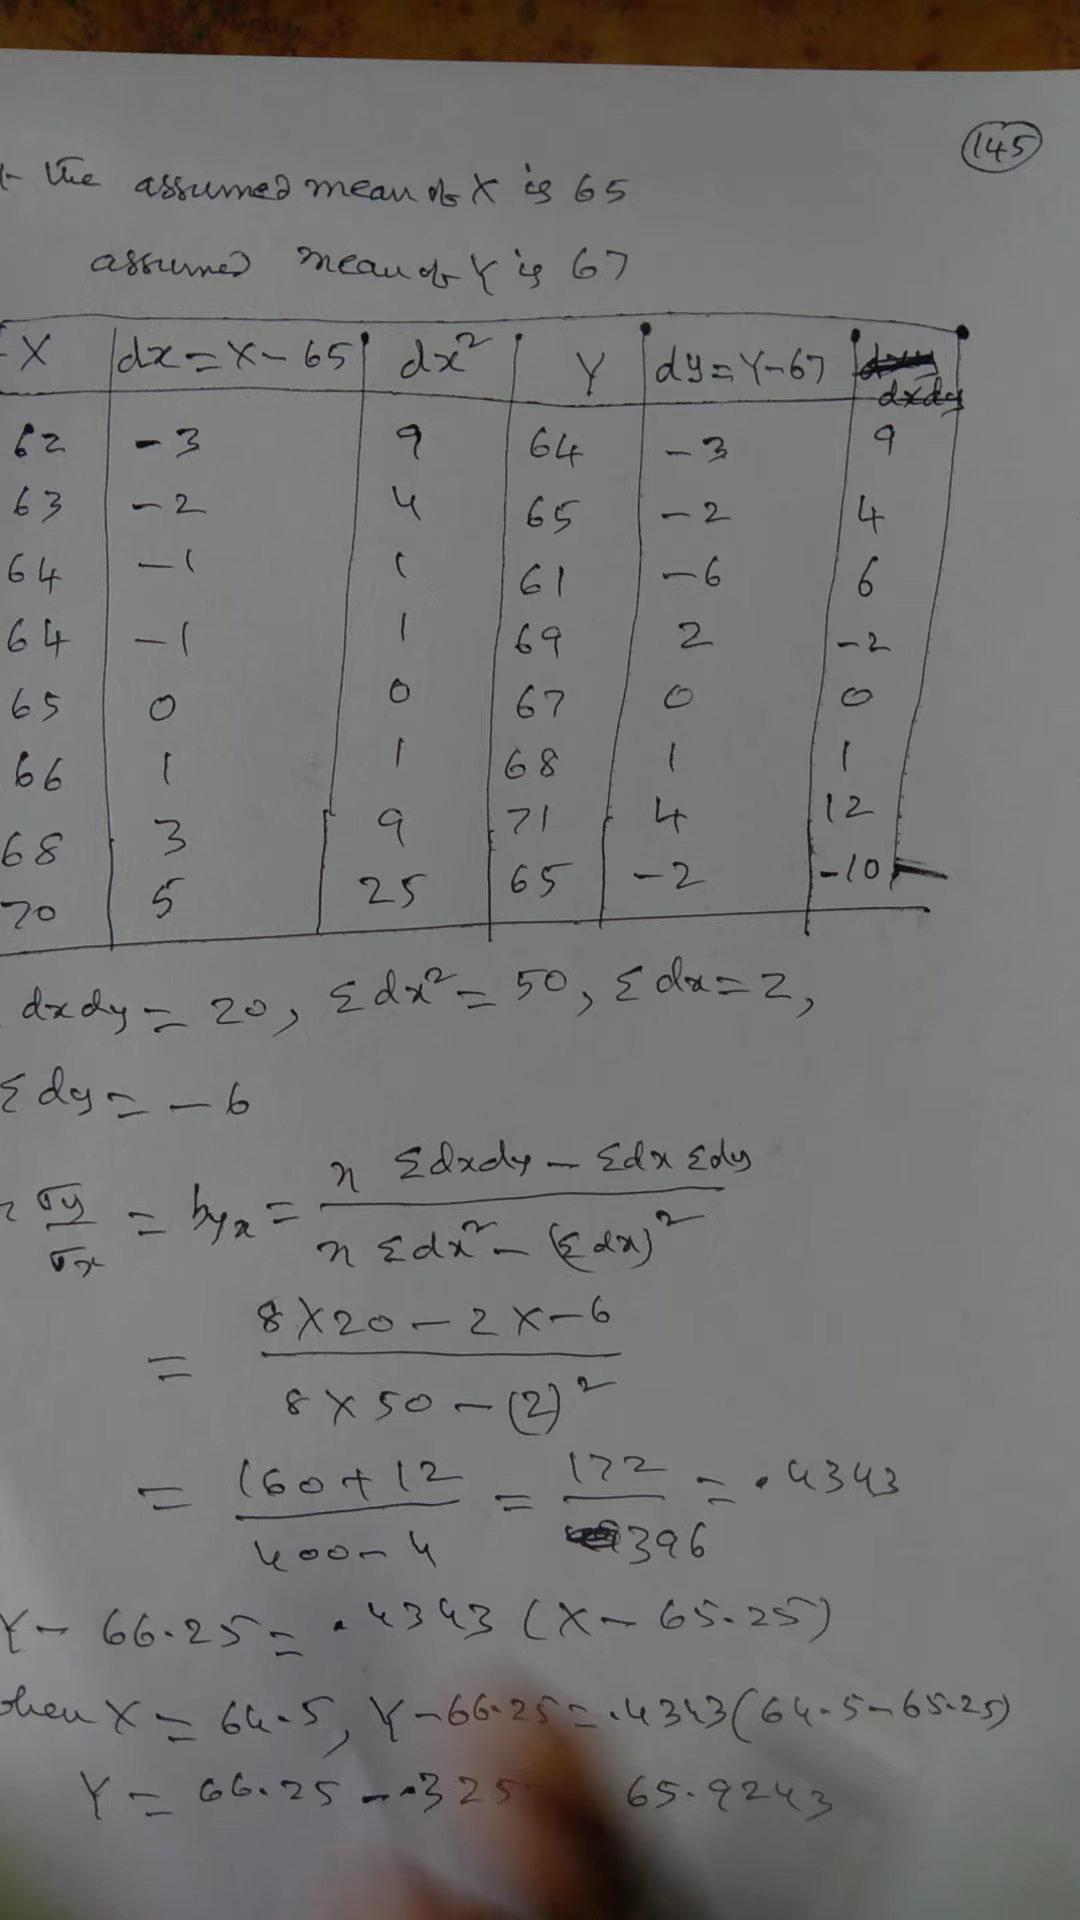 145
the assumed mean of X is 65
assumed mean of Y is 67
X dx = X - 65 dx² Y dy = Y-67 dxdy
62 -3 9 64 -3 9
63 -2 4 65 -2 4
64 -1 1 61 -6 6
64 -1 1 69 2 -2
65 0 0 67 0 0
66 1 1 68 1 1
68 3 9 71 4 12
70 5 25 65 -2 -10
dxdy = 20, Σdx² = 50, Σdx = 2,
Σdy = -6
σy/σx = byx = n Σdxdy - Σdx Σdy / n Σdx² - (Σdx)²
= 8×20 - 2×-6 / 8×50 - (2)²
= 160+12 / 400-4 = 172 / 396 = .4343
Y - 66.25 = .4343 (X - 65.25)
when X = 64.5, Y - 66.25 = .4343 (64.5 - 65.25)
Y = 66.25 - .325 65.9243